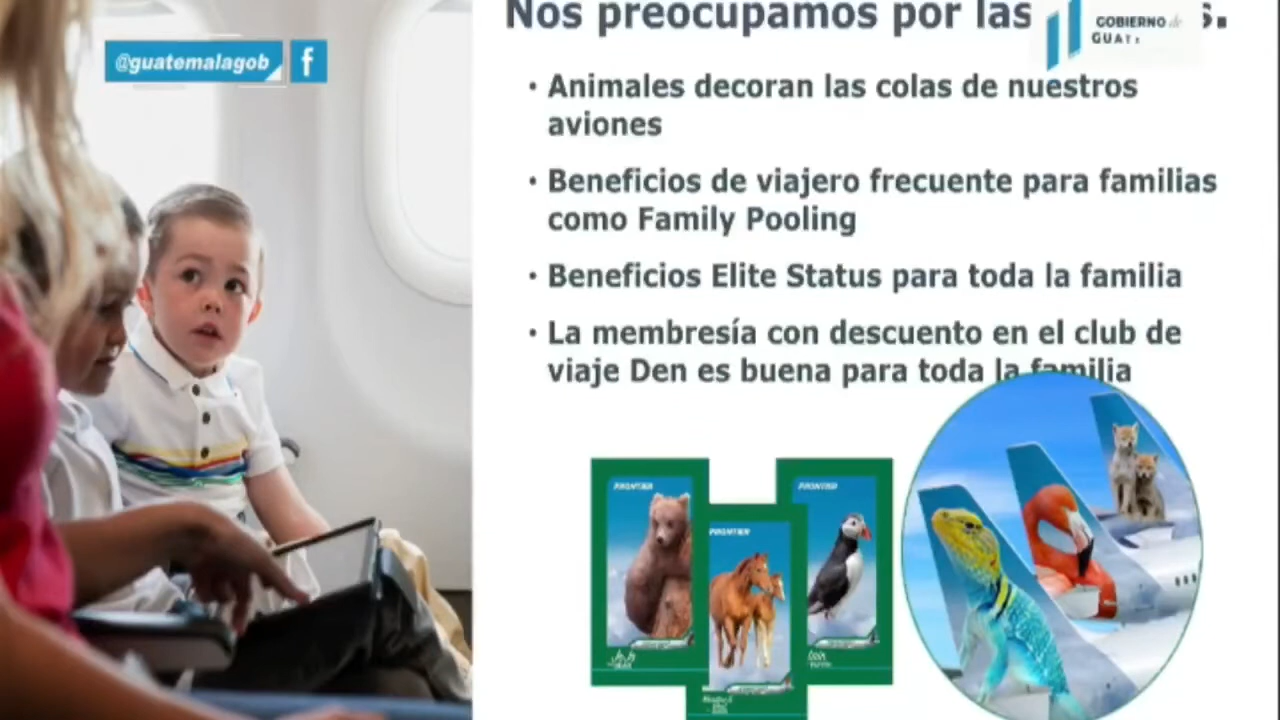 Nos preocupamos por las
@guatemalagob f
GOBIERNO de
GUATE
• Animales decoran las colas de nuestros
aviones
• Beneficios de viajero frecuente para familias
como Family Pooling
• Beneficios Elite Status para toda la familia
• La membresía con descuento en el club de
viaje Den es buena para toda la familia
FRONTIER
FRONTIER
FRONTIER